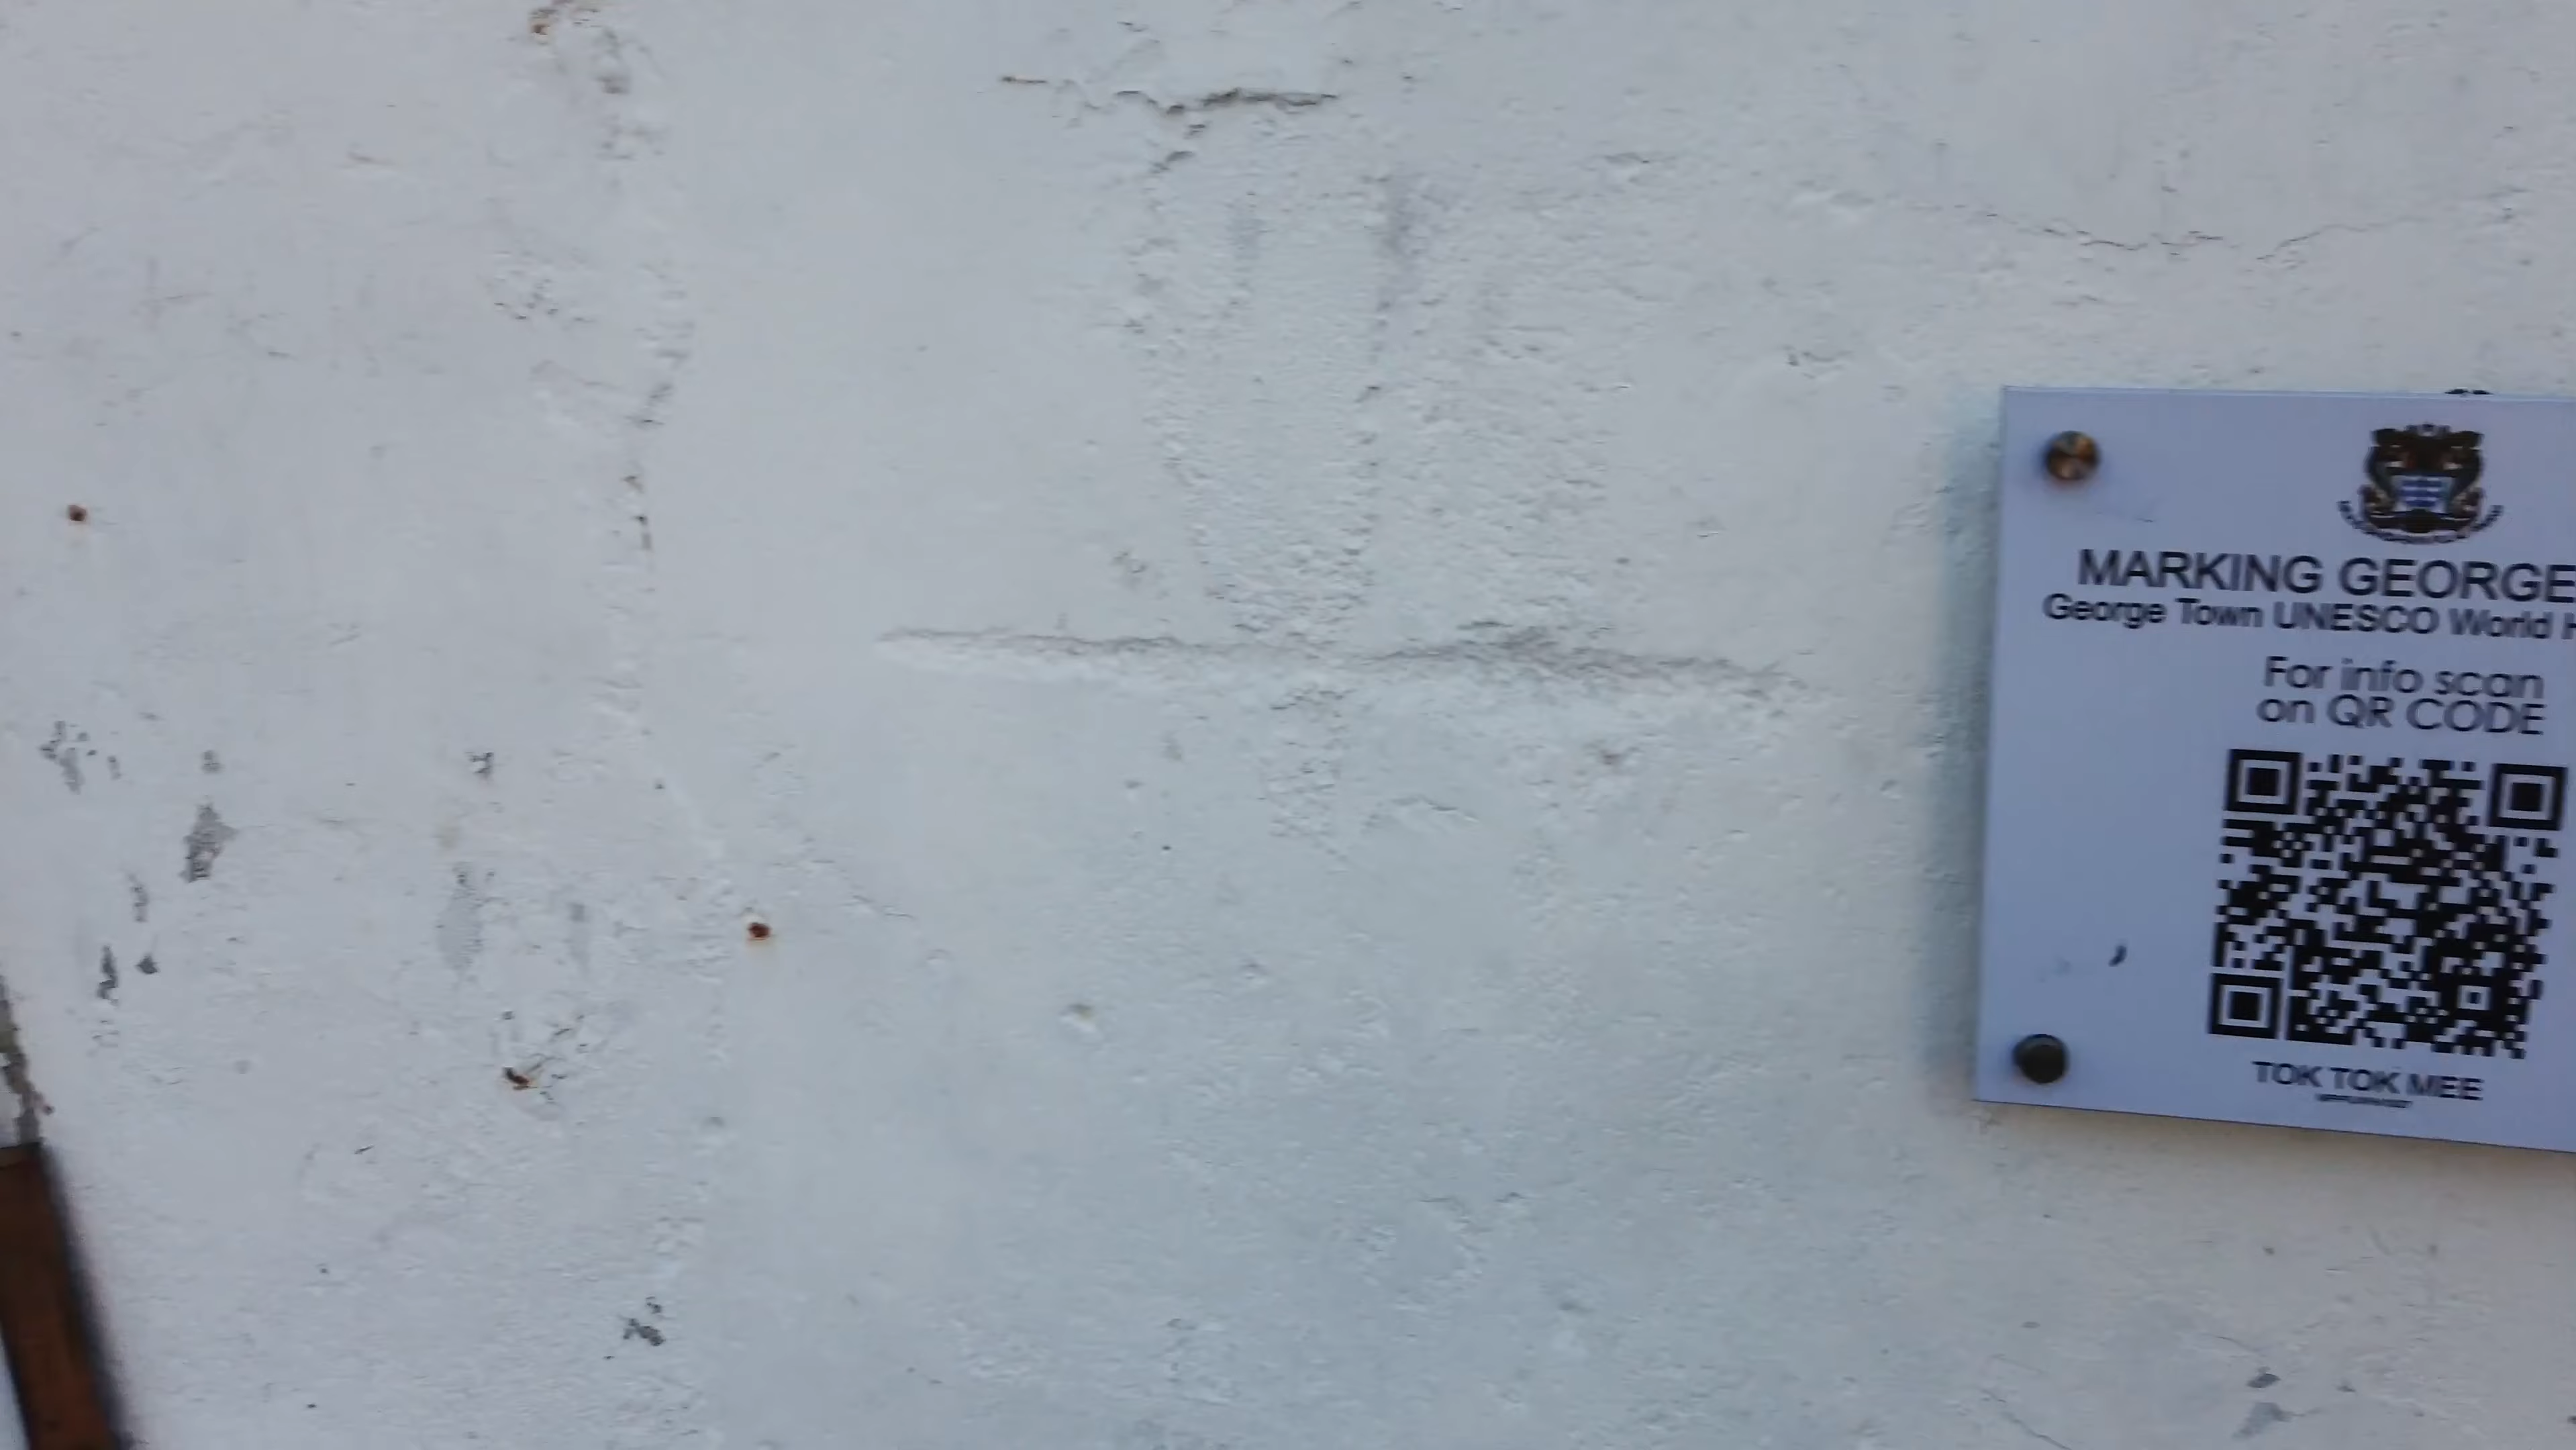 MARKING GEORGE
George Town UNESCO World H
For info scan
on QR CODE
TOK TOK MEE